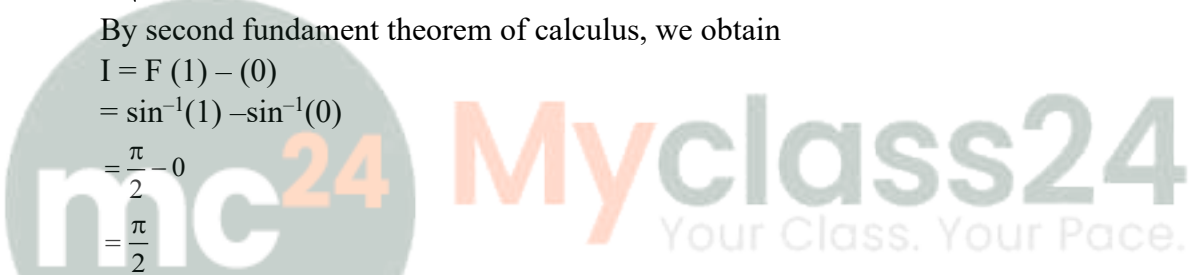 By second fundament theorem of calculus, we obtain
I = F (1) – (0)
= sin⁻¹(1) –sin⁻¹(0)
= π/2 – 0
= π/2
mc24
Myclass24
Your Class. Your Pace.